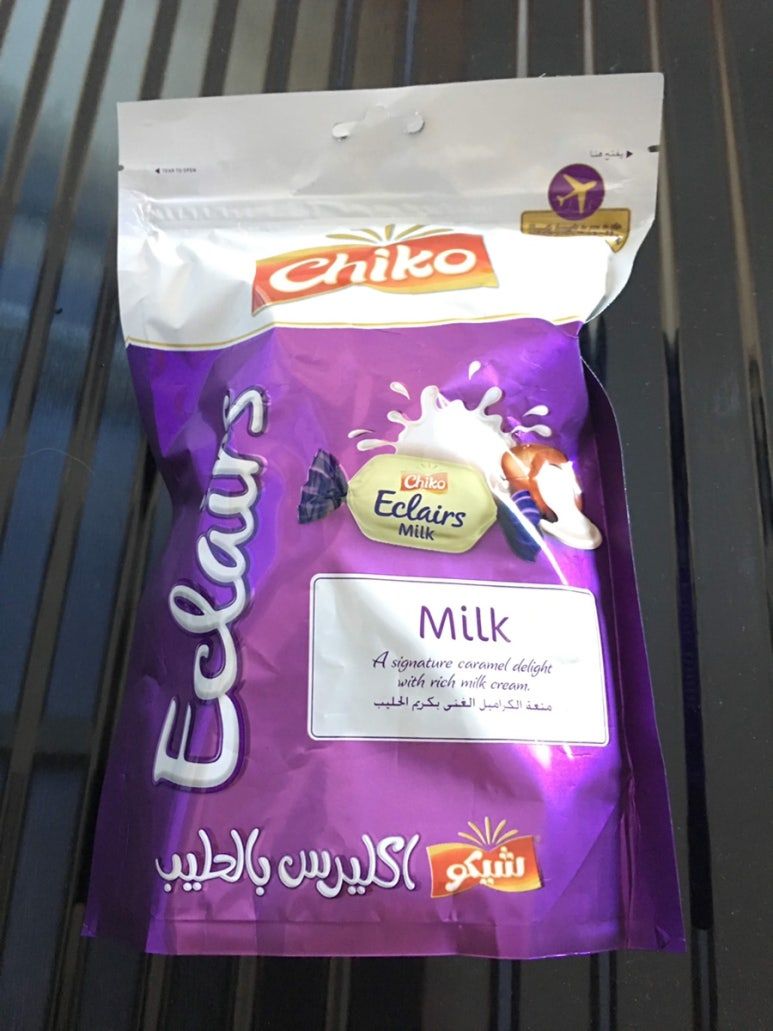 TEAR TO OPEN
يفتح هنا
Chiko
Eclairs
Chiko
Eclairs
Milk
Milk
A signature caramel delight
with rich milk cream.
متعة الكراميل الغنى بكريم الحليب
شيكو
اكليرس بالحليب